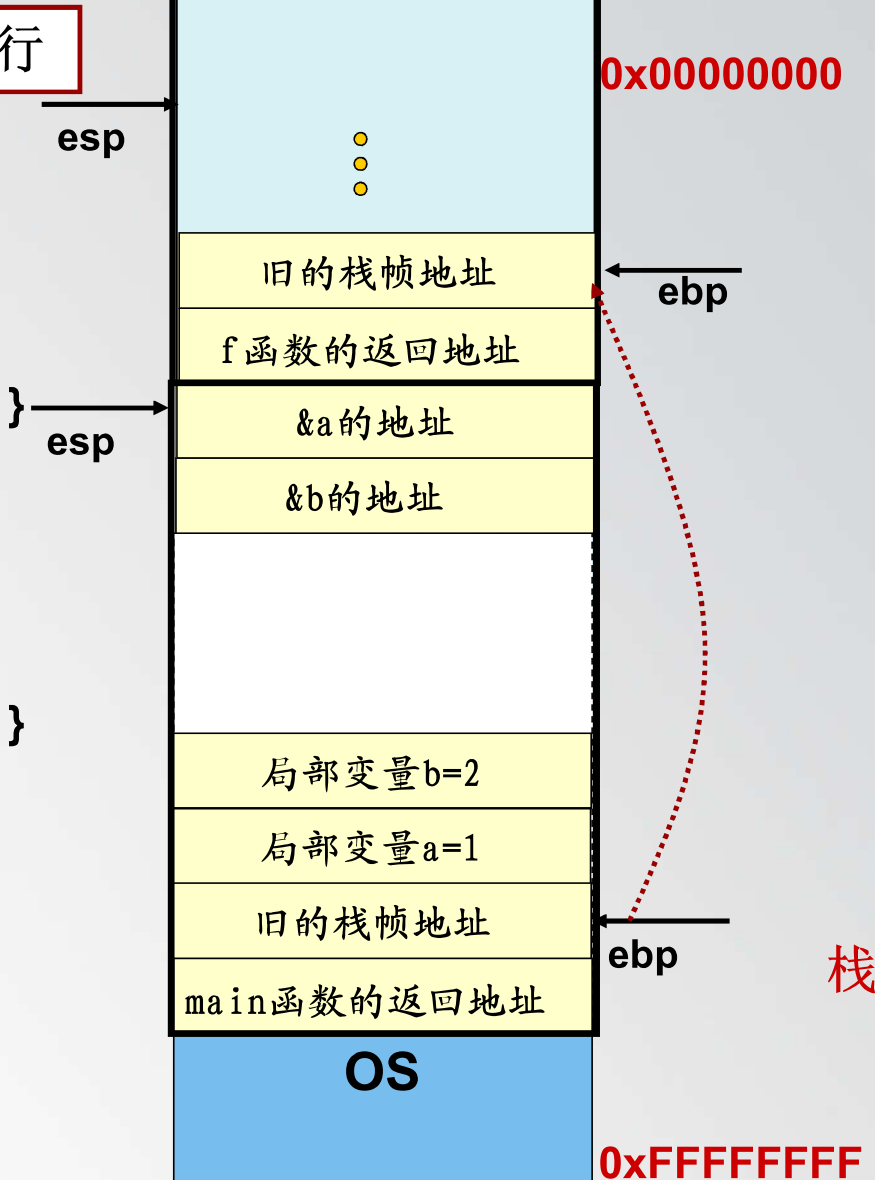 行
0x00000000
esp
旧的栈帧地址
ebp
f函数的返回地址
}
&a的地址
esp
&b的地址
}
局部变量b=2
局部变量a=1
旧的栈帧地址
ebp
栈
main函数的返回地址
OS
0xFFFFFFFF